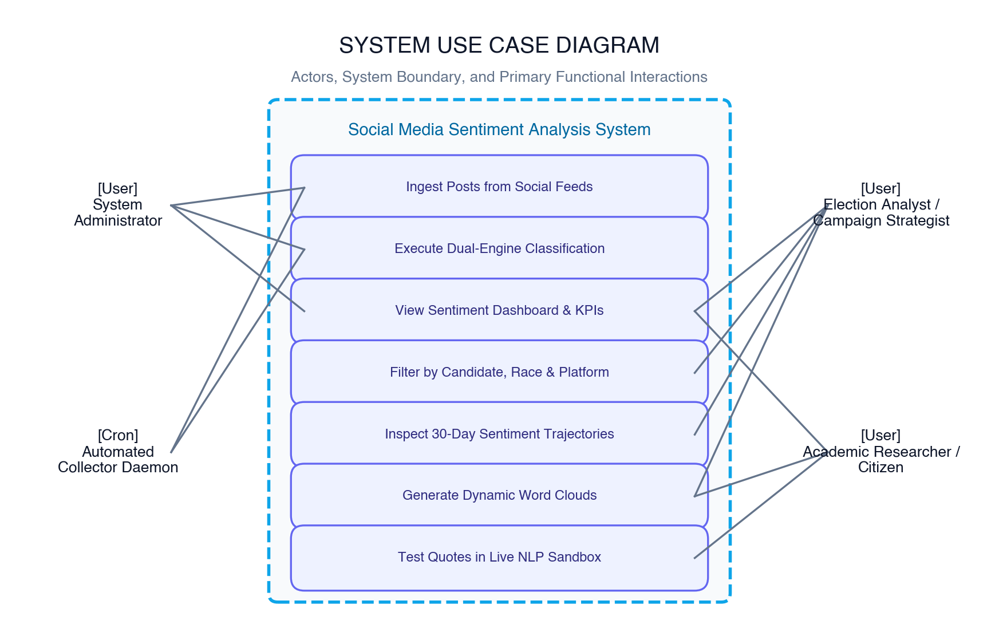 SYSTEM USE CASE DIAGRAM
Actors, System Boundary, and Primary Functional Interactions
Social Media Sentiment Analysis System
[User]
System
Administrator
[Cron]
Automated
Collector Daemon
Ingest Posts from Social Feeds
Execute Dual-Engine Classification
View Sentiment Dashboard & KPIs
Filter by Candidate, Race & Platform
Inspect 30-Day Sentiment Trajectories
Generate Dynamic Word Clouds
Test Quotes in Live NLP Sandbox
[User]
Election Analyst /
Campaign Strategist
[User]
Academic Researcher /
Citizen